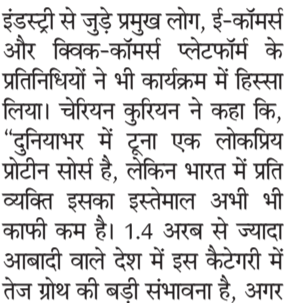 इंडस्ट्री से जुड़े प्रमुख लोग, ई-कॉमर्स
और क्विक-कॉमर्स प्लेटफॉर्म के
प्रतिनिधियों ने भी कार्यक्रम में हिस्सा
लिया। चेरियन कुरियन ने कहा कि,
“दुनियाभर में टूना एक लोकप्रिय
प्रोटीन सोर्स है, लेकिन भारत में प्रति
व्यक्ति इसका इस्तेमाल अभी भी
काफी कम है। 1.4 अरब से ज्यादा
आबादी वाले देश में इस कैटेगरी में
तेज ग्रोथ की बड़ी संभावना है, अगर